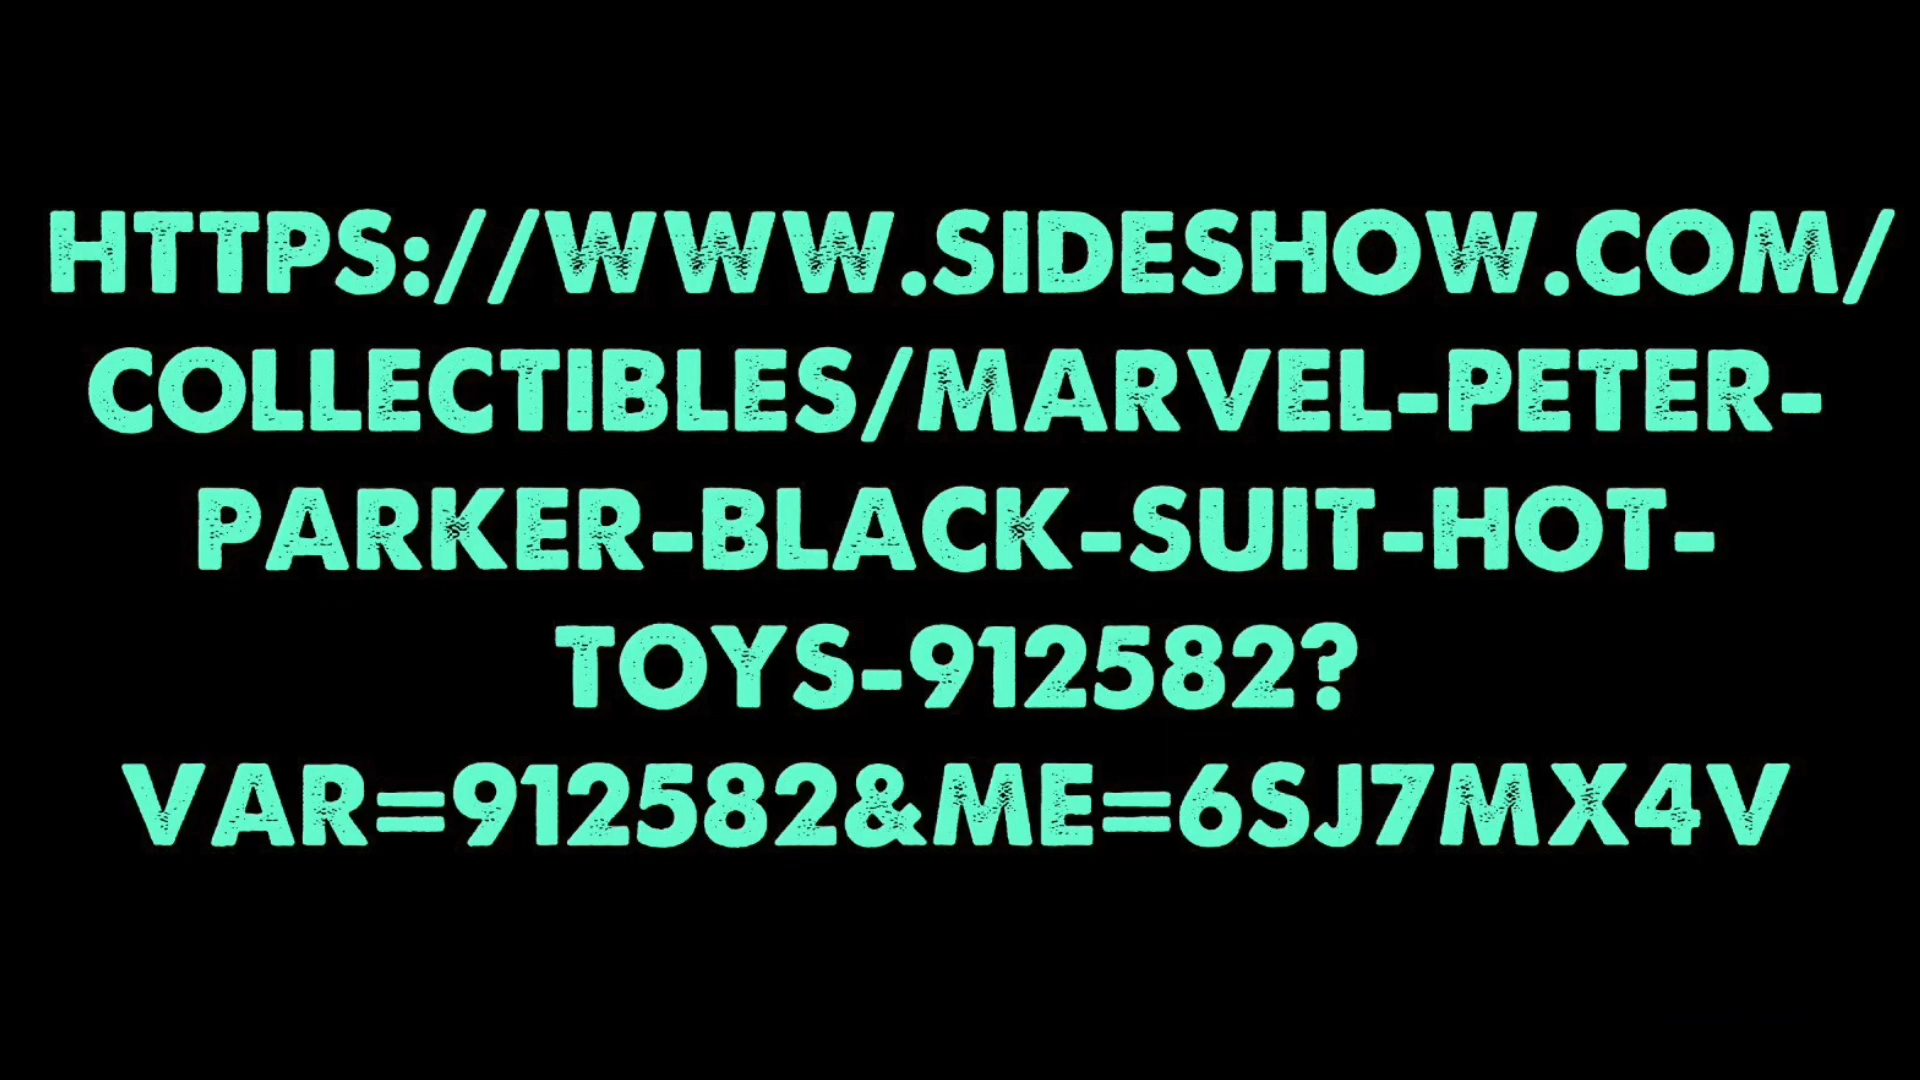 HTTPS://WWW.SIDESHOW.COM/
COLLECTIBLES/MARVEL-PETER-
PARKER-BLACK-SUIT-HOT-
TOYS-912582?
VAR=912582&ME=6SJ7MX4V